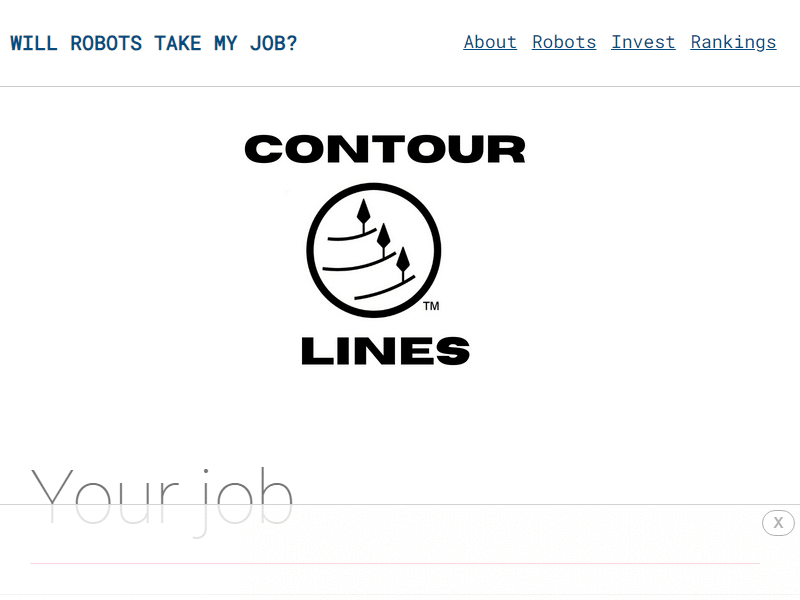 WILL ROBOTS TAKE MY JOB?
About Robots Invest Rankings
CONTOUR
TM
LINES
Your job
X